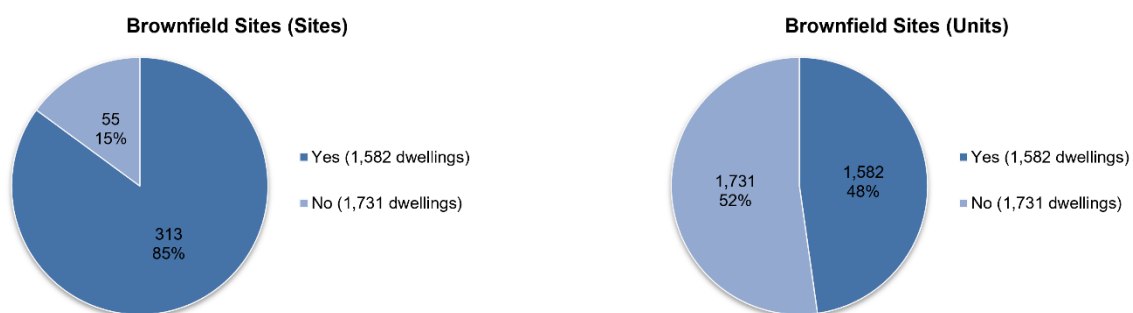 Brownfield Sites (Sites)
55
15%
313
85%
Yes (1,582 dwellings)
No (1,731 dwellings)
Brownfield Sites (Units)
1,731
52%
1,582
48%
Yes (1,582 dwellings)
No (1,731 dwellings)